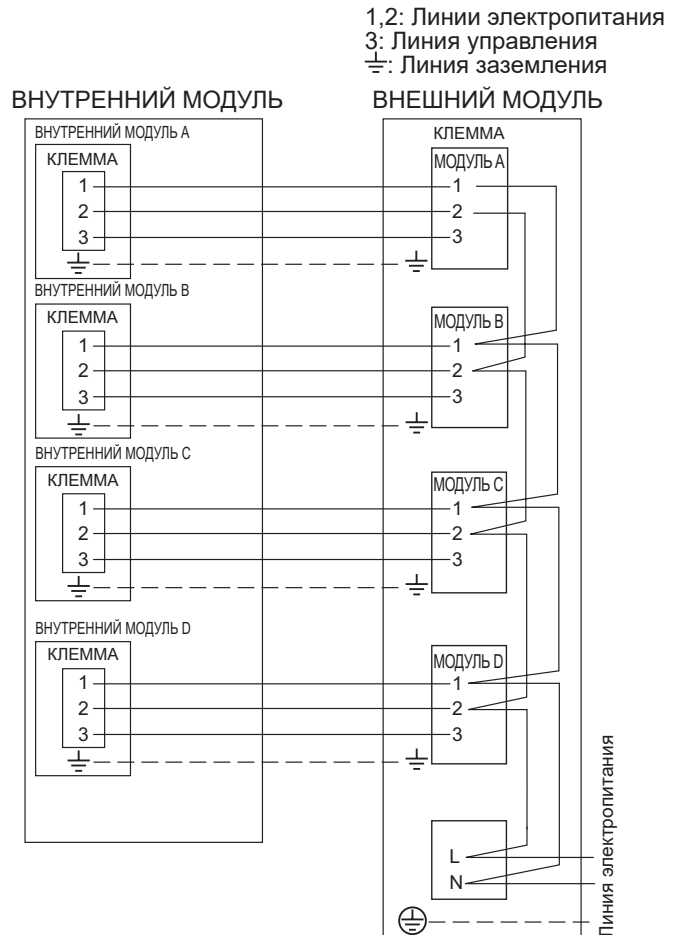 1,2: Линии электропитания
3: Линия управления
⏚: Линия заземления
ВНУТРЕННИЙ МОДУЛЬ
ВНЕШНИЙ МОДУЛЬ
ВНУТРЕННИЙ МОДУЛЬ A
КЛЕММА
1
2
3
КЛЕММА
МОДУЛЬ A
1
2
3
ВНУТРЕННИЙ МОДУЛЬ B
КЛЕММА
1
2
3
МОДУЛЬ B
1
2
3
ВНУТРЕННИЙ МОДУЛЬ C
КЛЕММА
1
2
3
МОДУЛЬ C
1
2
3
ВНУТРЕННИЙ МОДУЛЬ D
КЛЕММА
1
2
3
МОДУЛЬ D
1
2
3
L
N
Линия электропитания